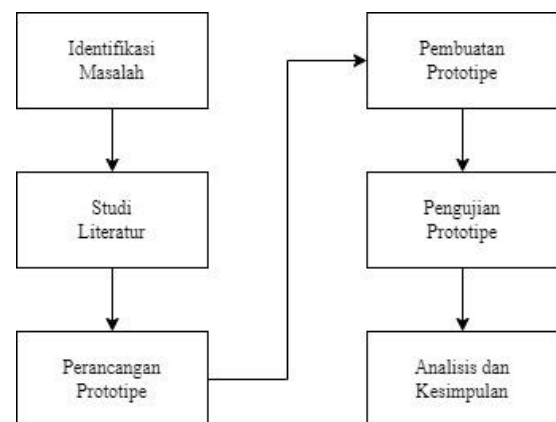 Identifikasi
Masalah
Studi
Literatur
Perancangan
Prototipe
Pembuatan
Prototipe
Pengujian
Prototipe
Analisis dan
Kesimpulan